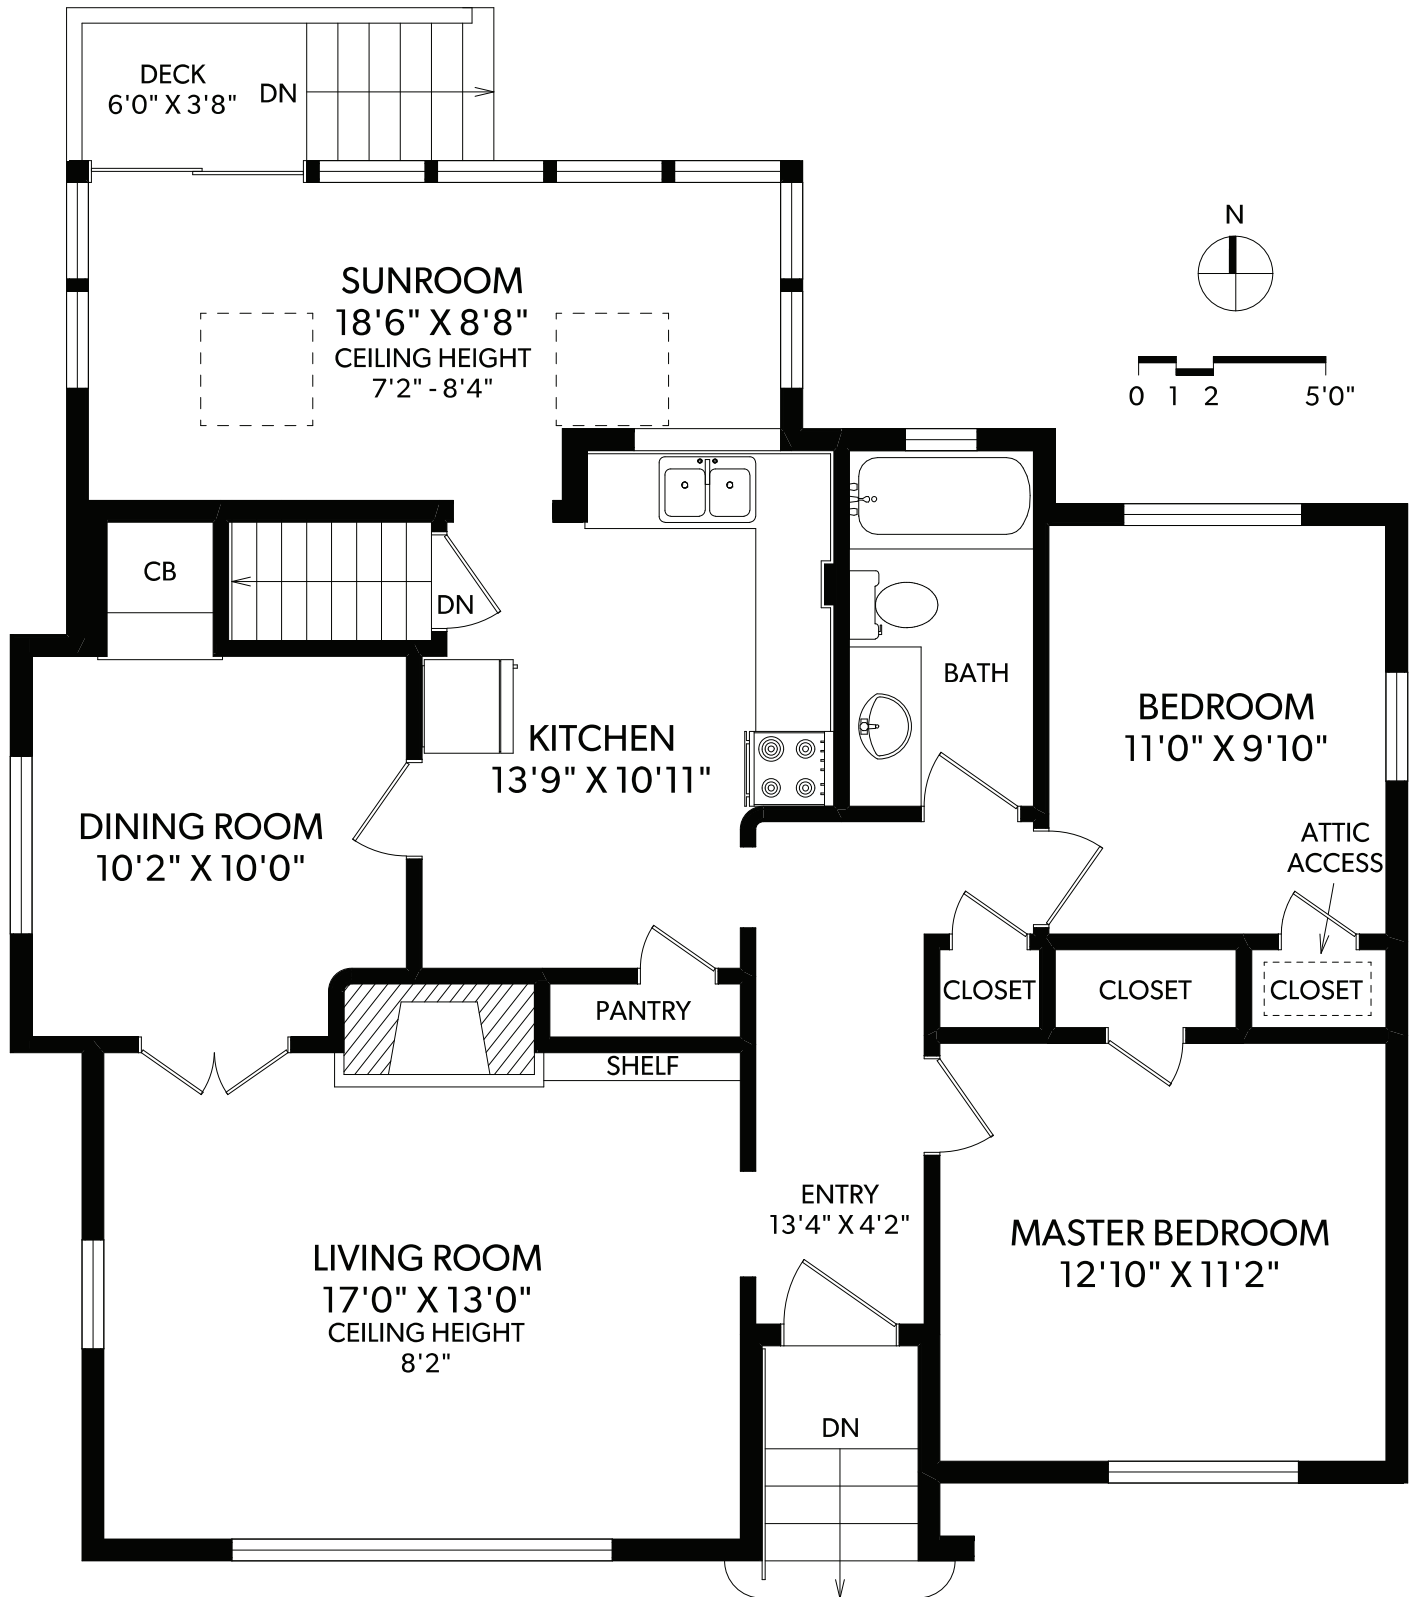 DECK
6'0" X 3'8"
DN
N
SUNROOM
18'6" X 8'8"
CEILING HEIGHT
7'2" - 8'4"
0 1 2 5'0"
CB
DN
BATH
BEDROOM
11'0" X 9'10"
KITCHEN
13'9" X 10'11"
DINING ROOM
10'2" X 10'0"
ATTIC
ACCESS
CLOSET
CLOSET
CLOSET
PANTRY
SHELF
ENTRY
13'4" X 4'2"
MASTER BEDROOM
12'10" X 11'2"
LIVING ROOM
17'0" X 13'0"
CEILING HEIGHT
8'2"
DN